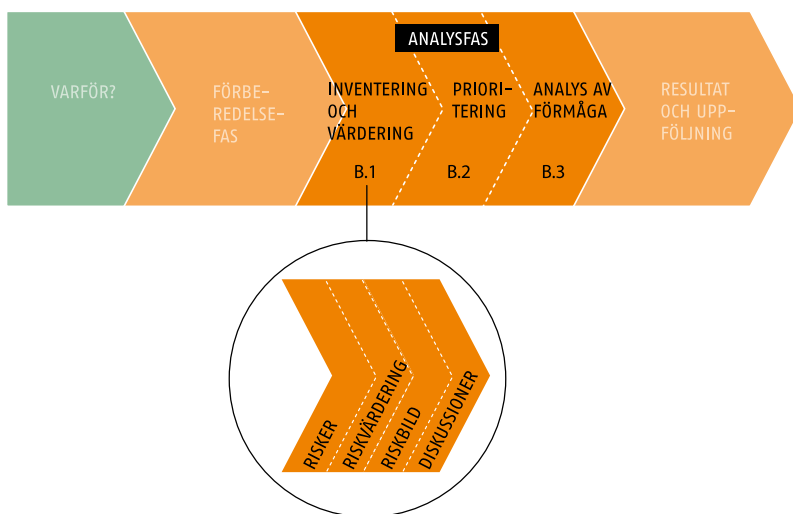 ANALYSFAS
VARFÖR?
FÖRBE-
REDELSE-
FAS
INVENTERING
OCH
VÄRDERING
B.1
PRIORI-
TERING
B.2
ANALYS AV
FÖRMÅGA
B.3
RESULTAT
OCH UPP-
FÖLJNING
RISKER
RISKVÄRDERING
RISKBILD
DISKUSSIONER